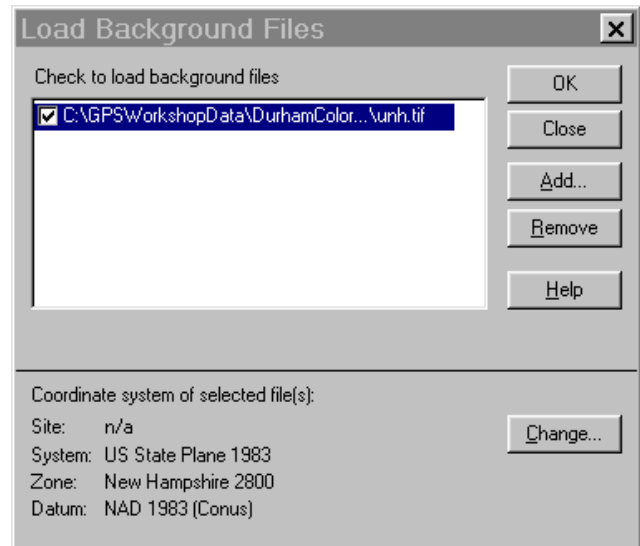 Load Background Files
Check to load background files
C:\GPSWorkshopData\DurhamColor...\unh.tif
OK
Close
Add...
Remove
Help
Coordinate system of selected file(s):
Site: n/a
System: US State Plane 1983
Zone: New Hampshire 2800
Datum: NAD 1983 (Conus)
Change...